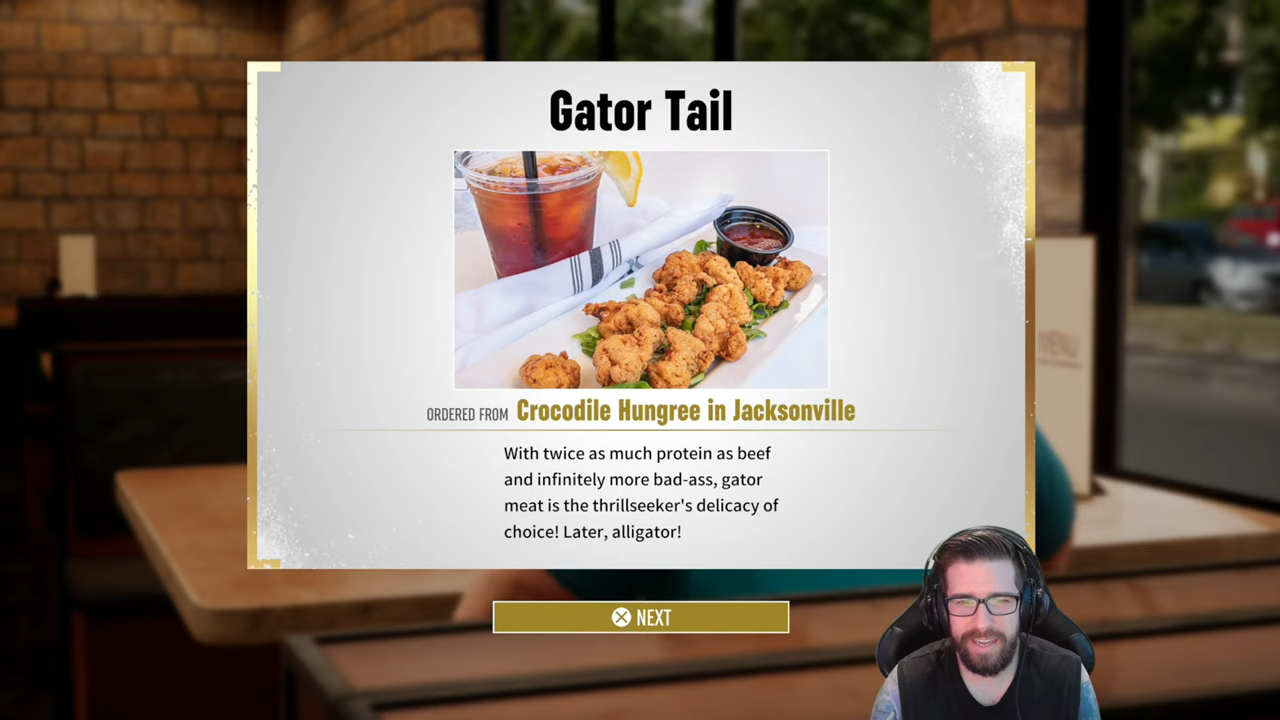 Gator Tail
ORDERED FROM Crocodile Hungree in Jacksonville
With twice as much protein as beef
and infinitely more bad-ass, gator
meat is the thrillseeker's delicacy of
choice! Later, alligator!
NEXT